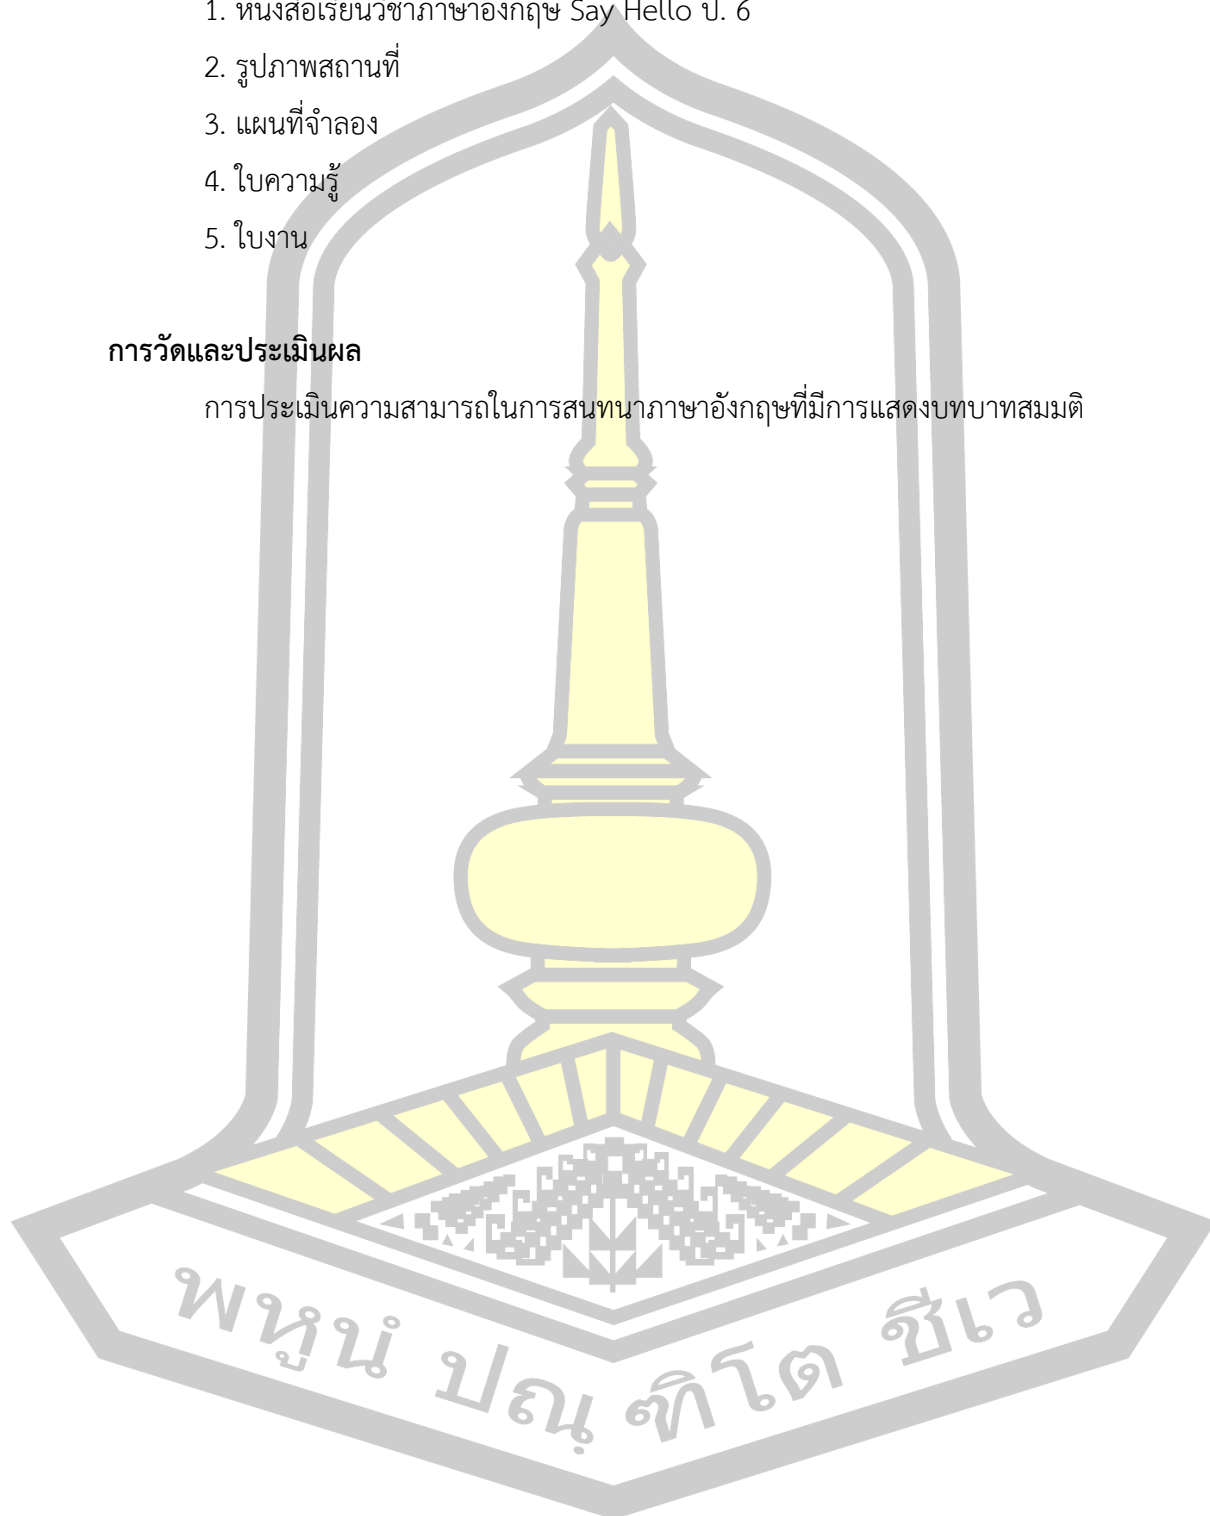 1. หนังสือเรียนวิชาภาษาอังกฤษ Say Hello ป. 6
2. รูปภาพสถานที่
3. แผนที่จำลอง
4. ใบความรู้
5. ใบงาน
การวัดและประเมินผล
การประเมินความสามารถในการสนทนาภาษาอังกฤษที่มีการแสดงบทบาทสมมติ
พหูนํ ปณฺฑิโต ชีเว